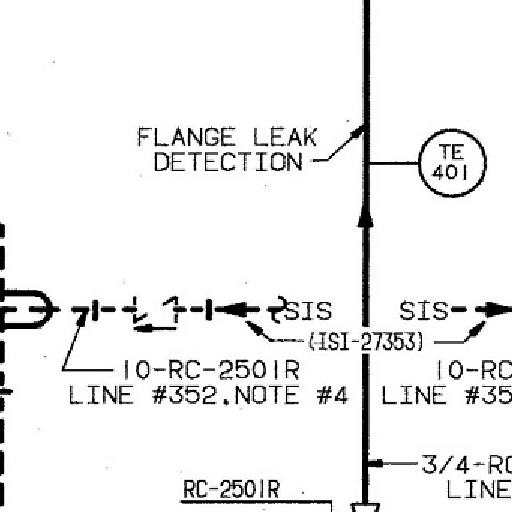 FLANGE LEAK
DETECTION
TE
401
SIS
SIS
(ISI-27353)
10-RC-2501R
LINE #352,NOTE #4
10-RC
LINE #35
3/4-RC
LINE
RC-2501R